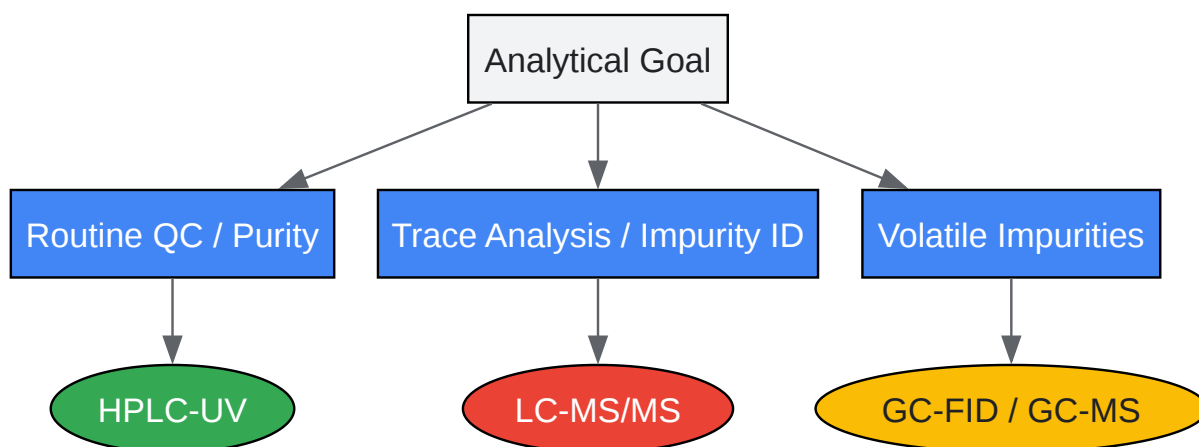 Analytical Goal
Routine QC / Purity
Trace Analysis / Impurity ID
Volatile Impurities
HPLC-UV
LC-MS/MS
GC-FID / GC-MS